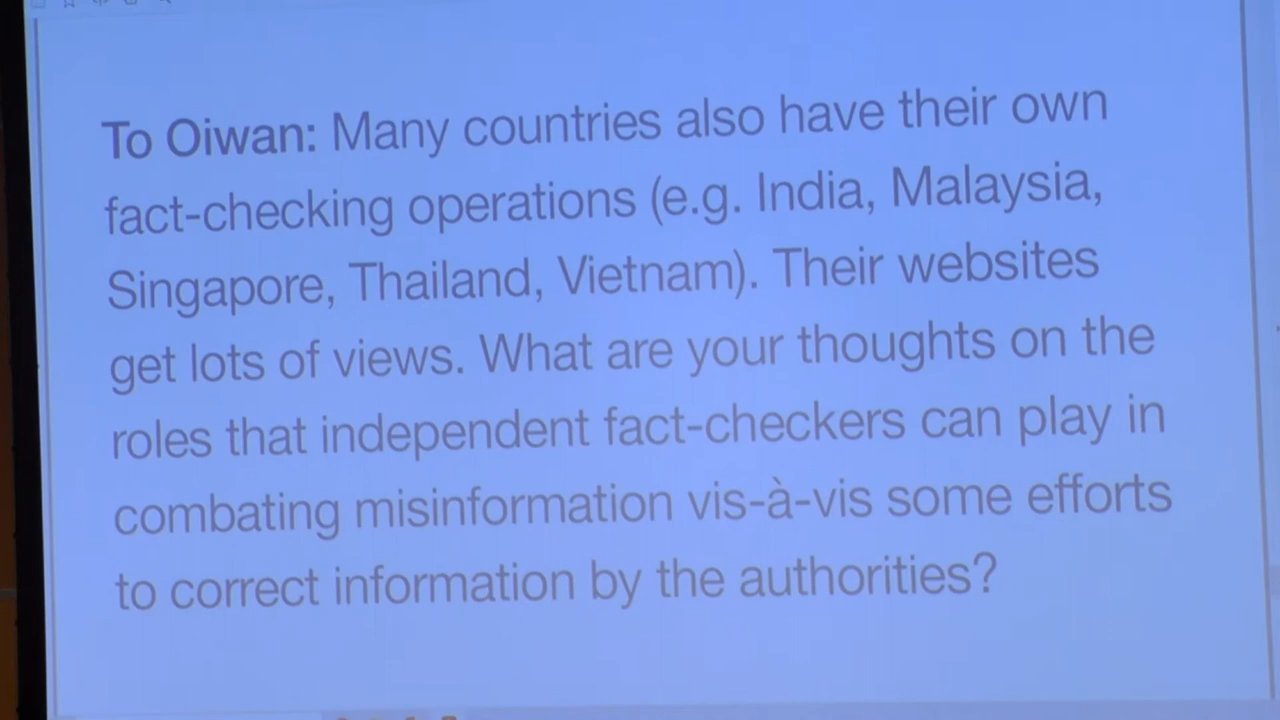 To Oiwan: Many countries also have their own
fact-checking operations (e.g. India, Malaysia,
Singapore, Thailand, Vietnam). Their websites
get lots of views. What are your thoughts on the
roles that independent fact-checkers can play in
combating misinformation vis-à-vis some efforts
to correct information by the authorities?